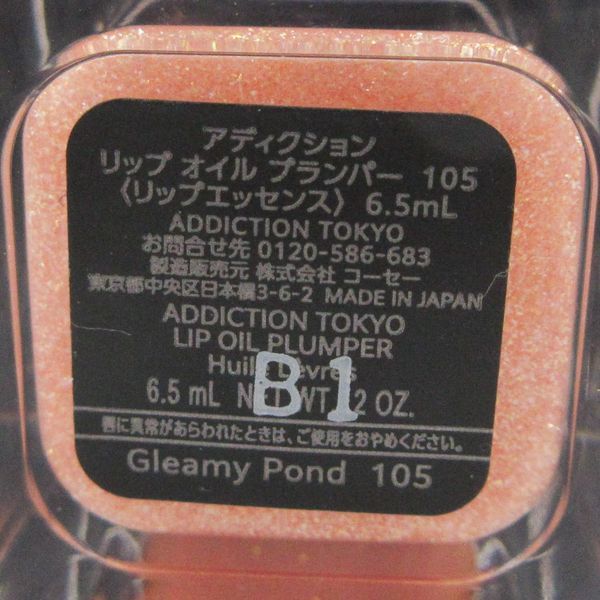 アディクション
リップ オイル プランパー 105
〈リップエッセンス〉 6.5mL
ADDICTION TOKYO
お問合せ先 0120-586-683
製造販売元 株式会社 コーセー
東京都中央区日本橋3-6-2 MADE IN JAPAN
ADDICTION TOKYO
LIP OIL PLUMPER
Huile Lèvres
6.5 mL 2 OZ.
B1
唇に異常があらわれたときは、ご使用をおやめください。
Gleamy Pond 105